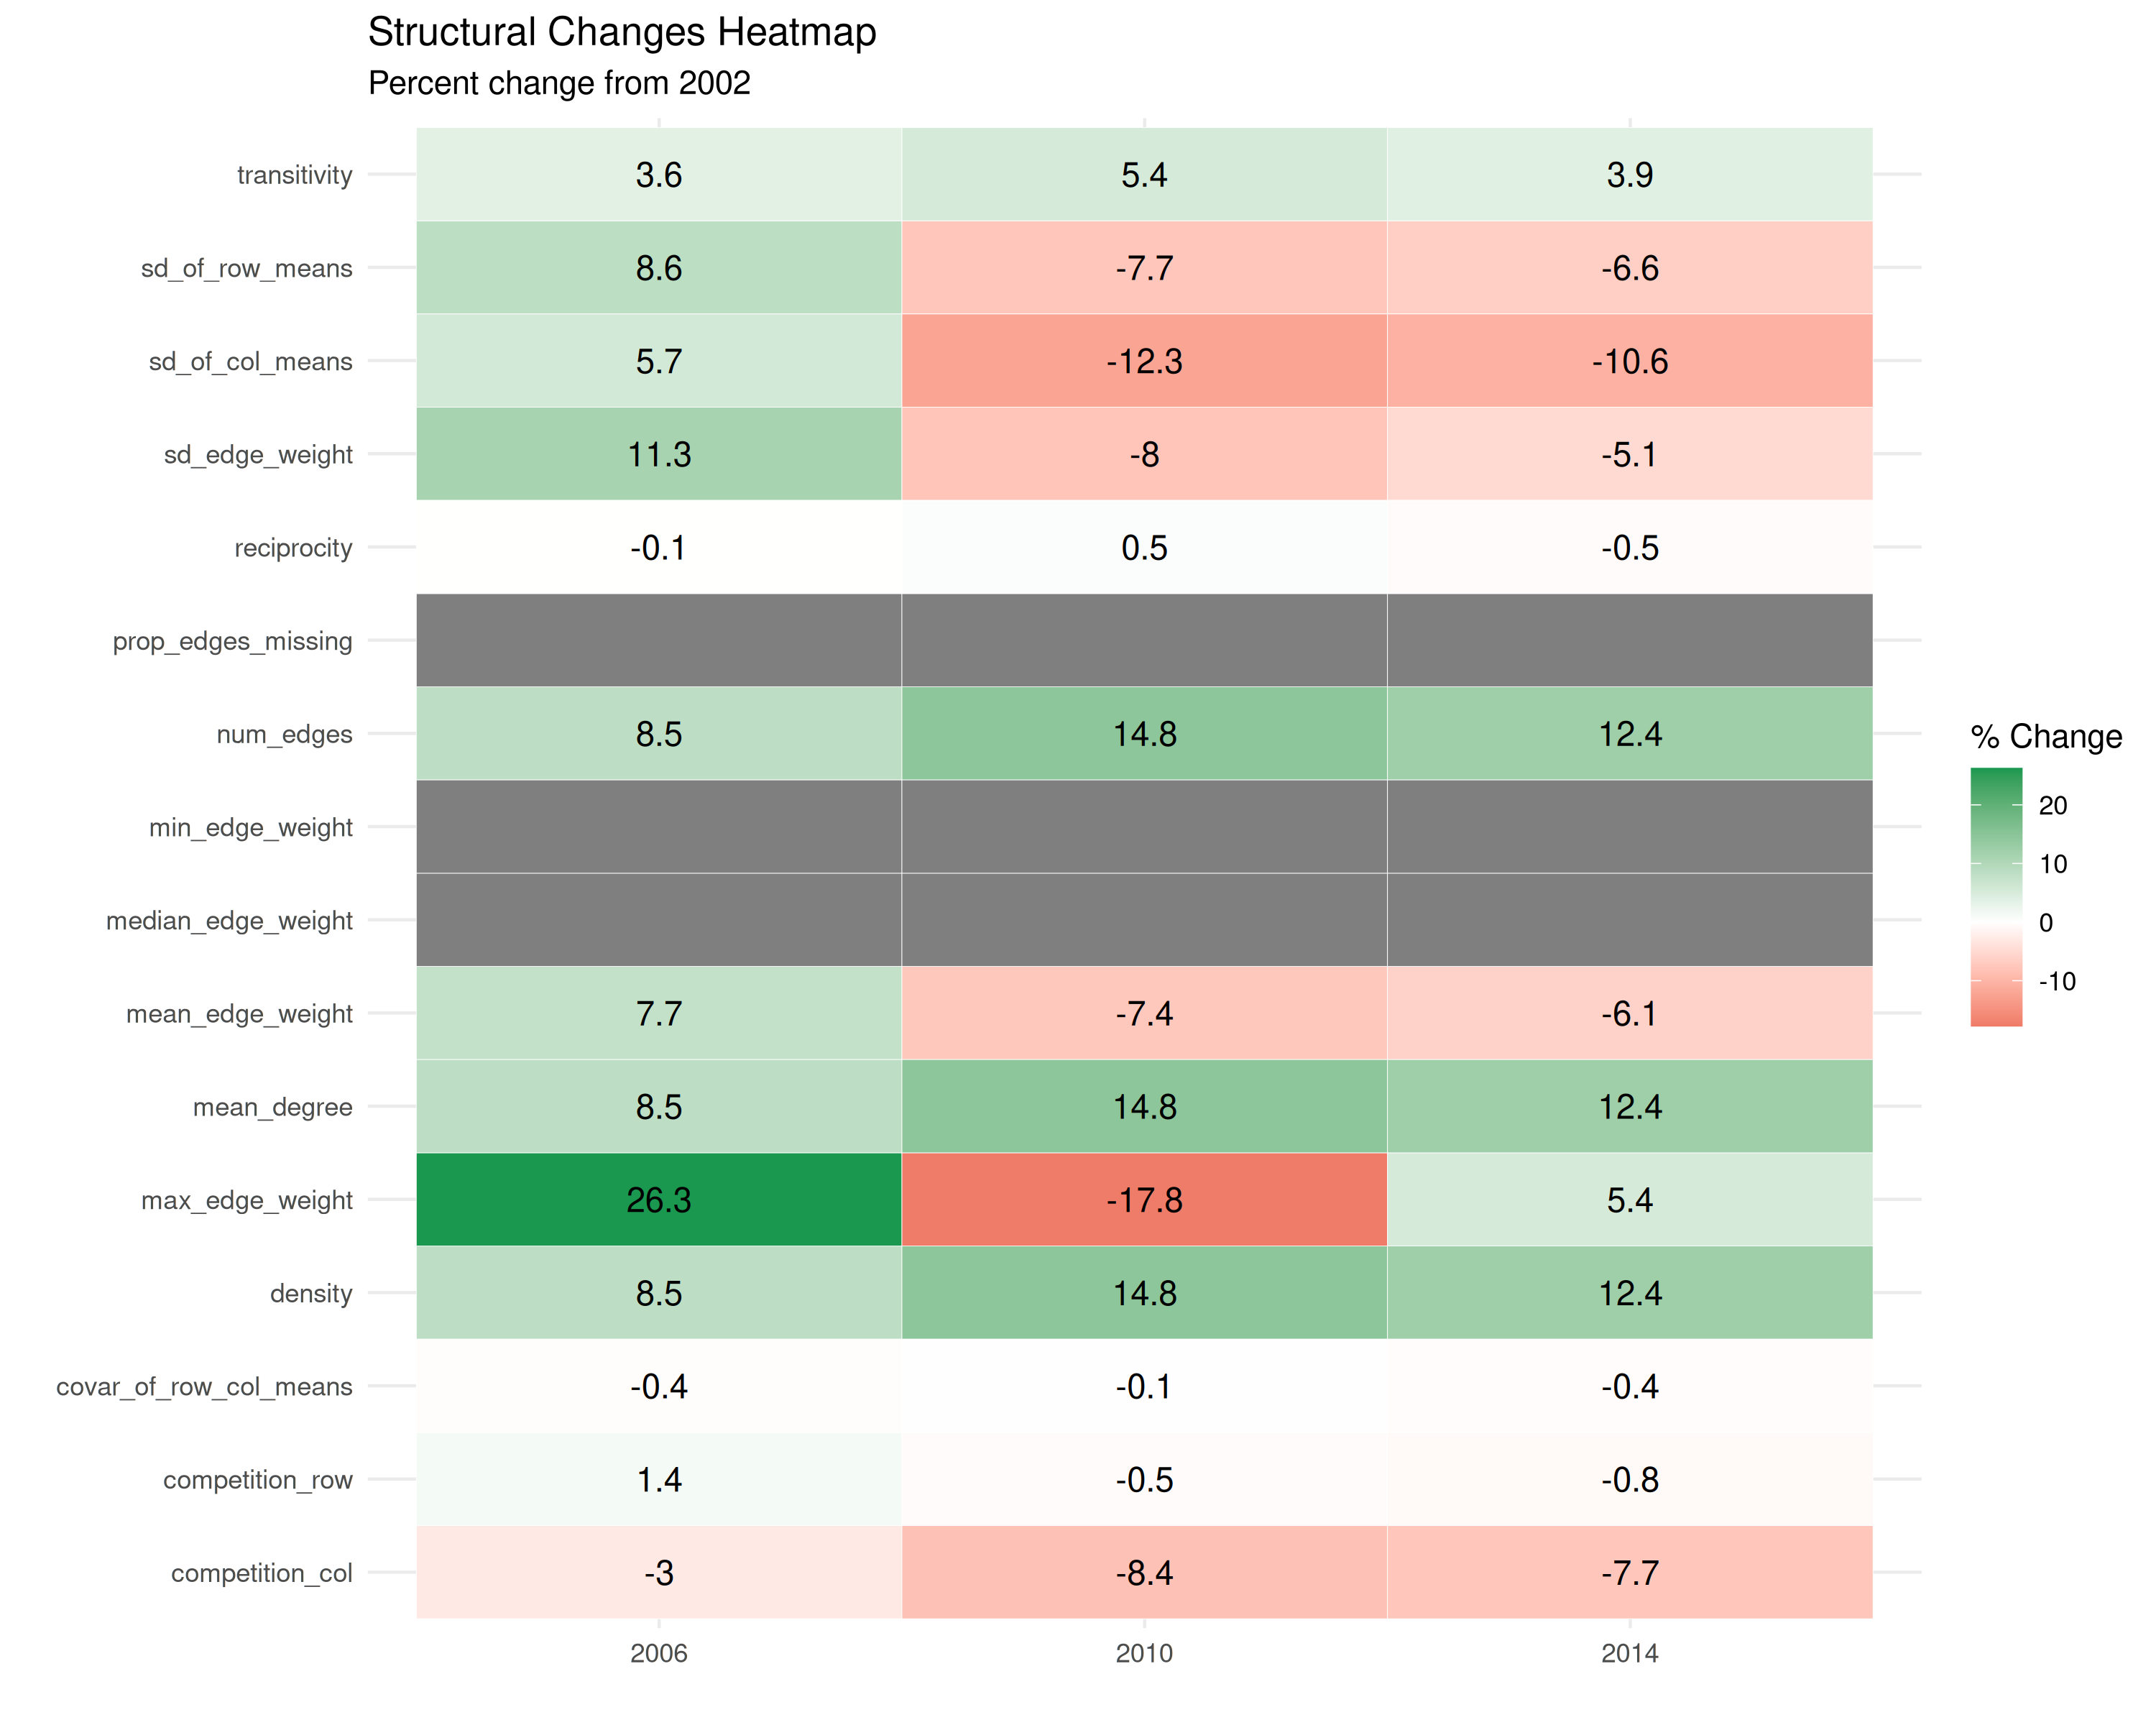 Structural Changes Heatmap
Percent change from 2002
transitivity 3.6 5.4 3.9
sd_of_row_means 8.6 -7.7 -6.6
sd_of_col_means 5.7 -12.3 -10.6
sd_edge_weight 11.3 -8 -5.1
reciprocity -0.1 0.5 -0.5
prop_edges_missing
num_edges 8.5 14.8 12.4
min_edge_weight
median_edge_weight
mean_edge_weight 7.7 -7.4 -6.1
mean_degree 8.5 14.8 12.4
max_edge_weight 26.3 -17.8 5.4
density 8.5 14.8 12.4
covar_of_row_col_means -0.4 -0.1 -0.4
competition_row 1.4 -0.5 -0.8
competition_col -3 -8.4 -7.7
2006 2010 2014
% Change
20
10
0
-10